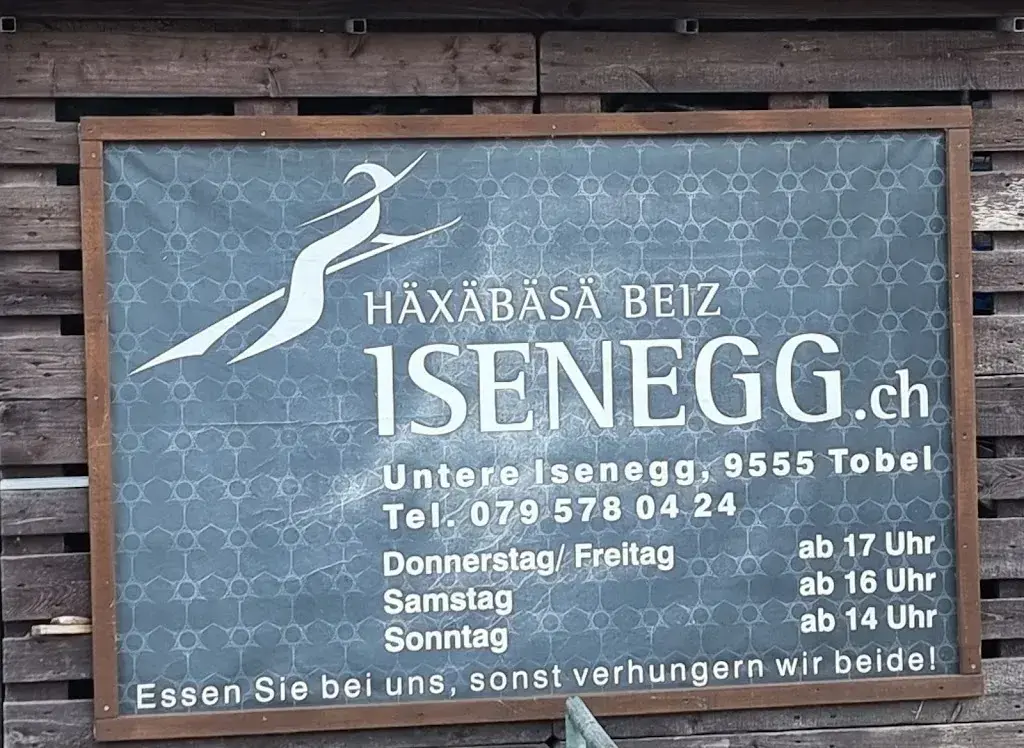 HÄXÄBÄSÄ BEIZ
ISENEGG.ch
Untere Isenegg, 9555 Tobel
Tel. 079 578 04 24
Donnerstag/ Freitag ab 17 Uhr
Samstag ab 16 Uhr
Sonntag ab 14 Uhr
Essen Sie bei uns, sonst verhungern wir beide!